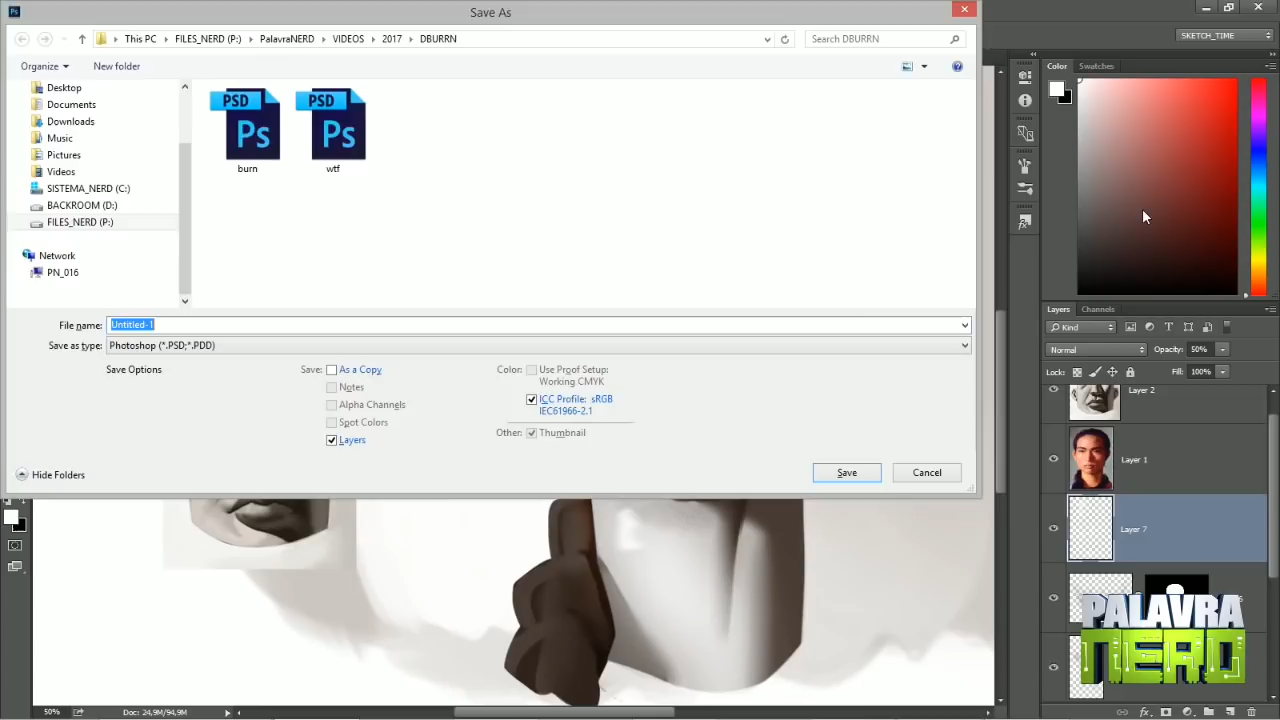 Save As
This PC
FILES_NERD (P:)
PalavraNERD
VIDEOS
2017
DBURRN
Search DBURRN
SKETCH_TIME
Organize
New folder
Color
Swatches
Desktop
Documents
Downloads
Music
Pictures
Videos
SISTEMA_NERD (C:)
BACKROOM (D:)
FILES_NERD (P:)
Network
PN_016
PSD
Ps
burn
PSD
Ps
wtf
File name:
Untitled-1
Save as type:
Photoshop (*.PSD;*.PDD)
Save Options
Save:
As a Copy
Notes
Alpha Channels
Spot Colors
Layers
Color:
Use Proof Setup:
Working CMYK
ICC Profile: sRGB
IEC61966-2.1
Other:
Thumbnail
Hide Folders
Save
Cancel
Layers
Channels
Kind
Normal
Opacity:
50%
Lock:
Fill:
100%
Layer 2
Layer 1
Layer 7
PALAVRA
NERD
50%
Doc: 24,9M/94,9M